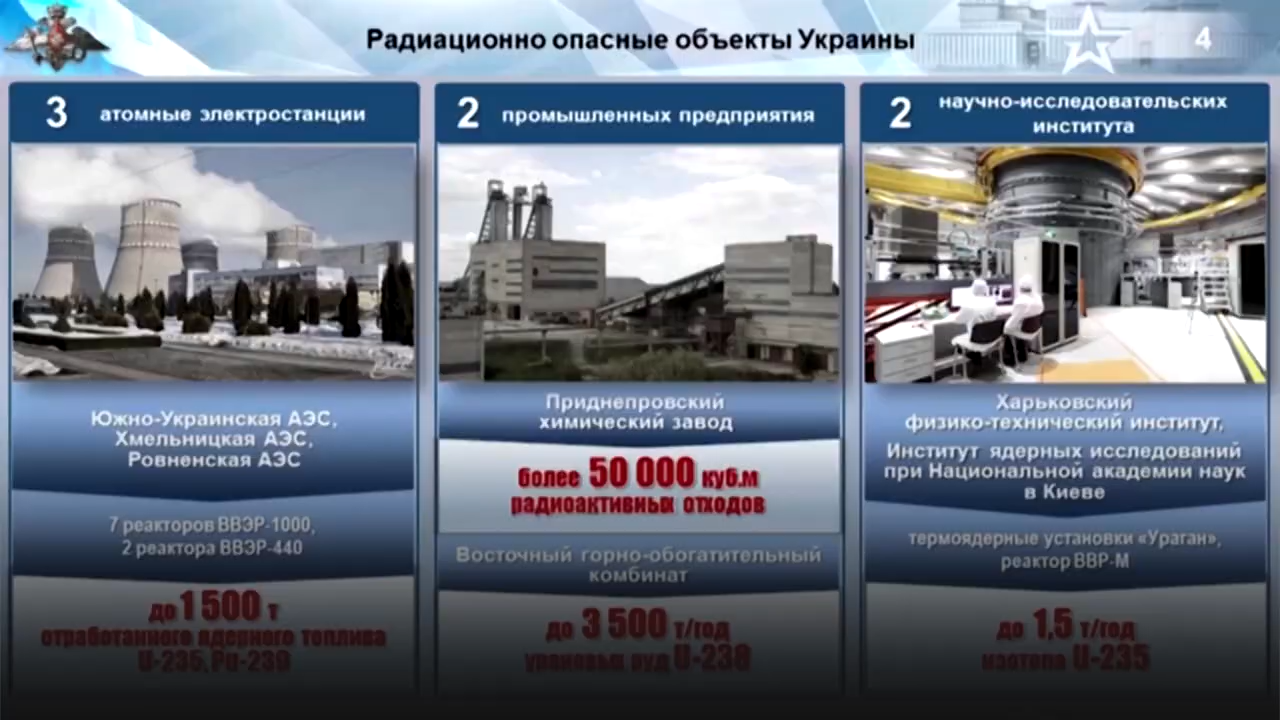 Радиационно опасные объекты Украины
4
3 атомные электростанции
Южно-Украинская АЭС,
Хмельницкая АЭС,
Ровненская АЭС
7 реакторов ВВЭР-1000,
2 реактора ВВЭР-440
до 1 500 т
отработанного ядерного топлива
U-235, Pu-239
2 промышленных предприятия
Приднепровский
химический завод
более 50 000 куб.м
радиоактивных отходов
Восточный горно-обогатительный
комбинат
до 3 500 т/год
урановых руд U-238
2 научно-исследовательских
института
Харьковский
физико-технический институт,
Институт ядерных исследований
при Национальной академии наук
в Киеве
термоядерные установки «Ураган»,
реактор ВВР-М
до 1,5 т/год
изотопа U-235